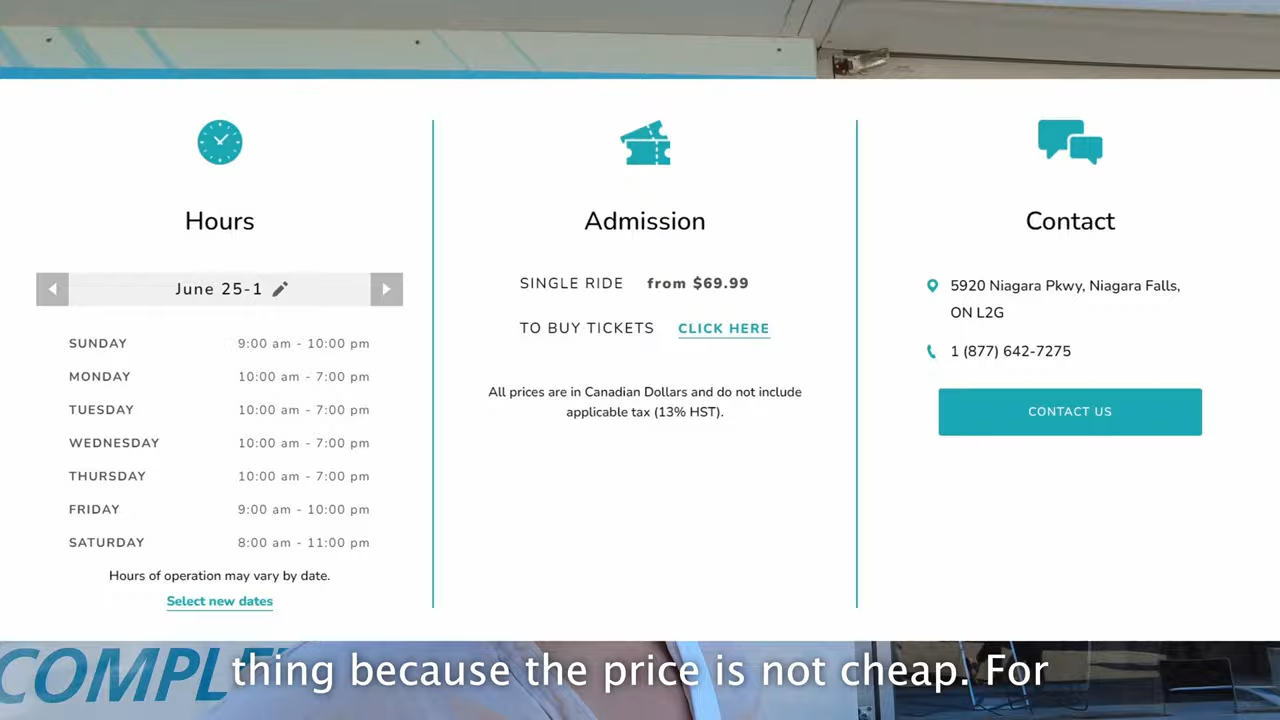 Hours
June 25-1
SUNDAY 9:00 am - 10:00 pm
MONDAY 10:00 am - 7:00 pm
TUESDAY 10:00 am - 7:00 pm
WEDNESDAY 10:00 am - 7:00 pm
THURSDAY 10:00 am - 7:00 pm
FRIDAY 9:00 am - 10:00 pm
SATURDAY 8:00 am - 11:00 pm
Hours of operation may vary by date.
Select new dates
Admission
SINGLE RIDE from $69.99
TO BUY TICKETS CLICK HERE
All prices are in Canadian Dollars and do not include
applicable tax (13% HST).
Contact
5920 Niagara Pkwy, Niagara Falls,
ON L2G
1 (877) 642-7275
CONTACT US
COMPL
thing because the price is not cheap. For